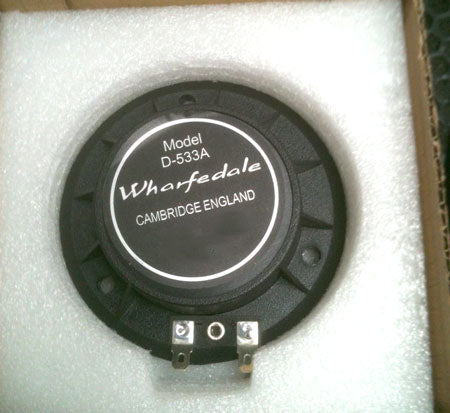 Model
D-533A
Wharfedale
CAMBRIDGE ENGLAND